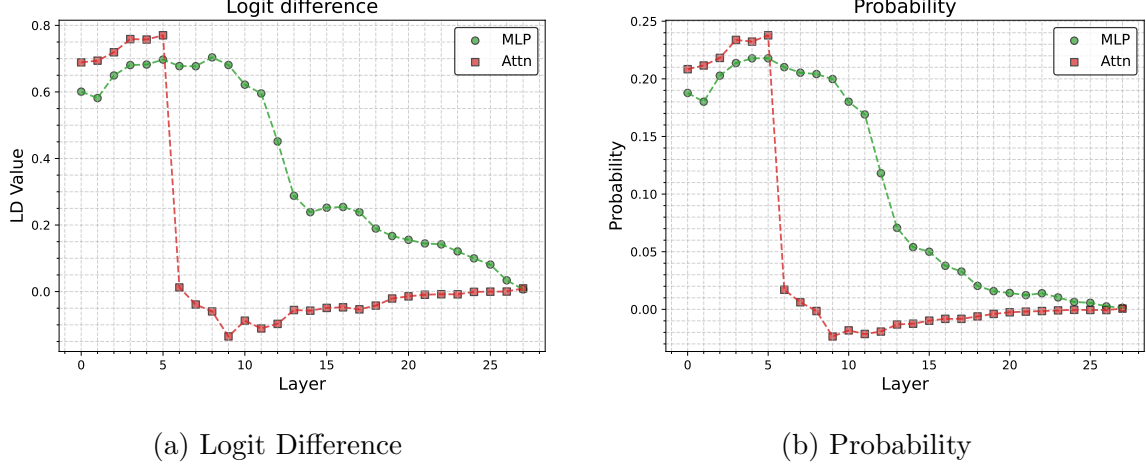 Logit difference
0.8
0.6
0.4
0.2
0.0
LD Value
0 5 10 15 20 25
Layer
MLP
Attn
(a) Logit Difference
Probability
0.25
0.20
0.15
0.10
0.05
0.00
Probability
0 5 10 15 20 25
Layer
MLP
Attn
(b) Probability